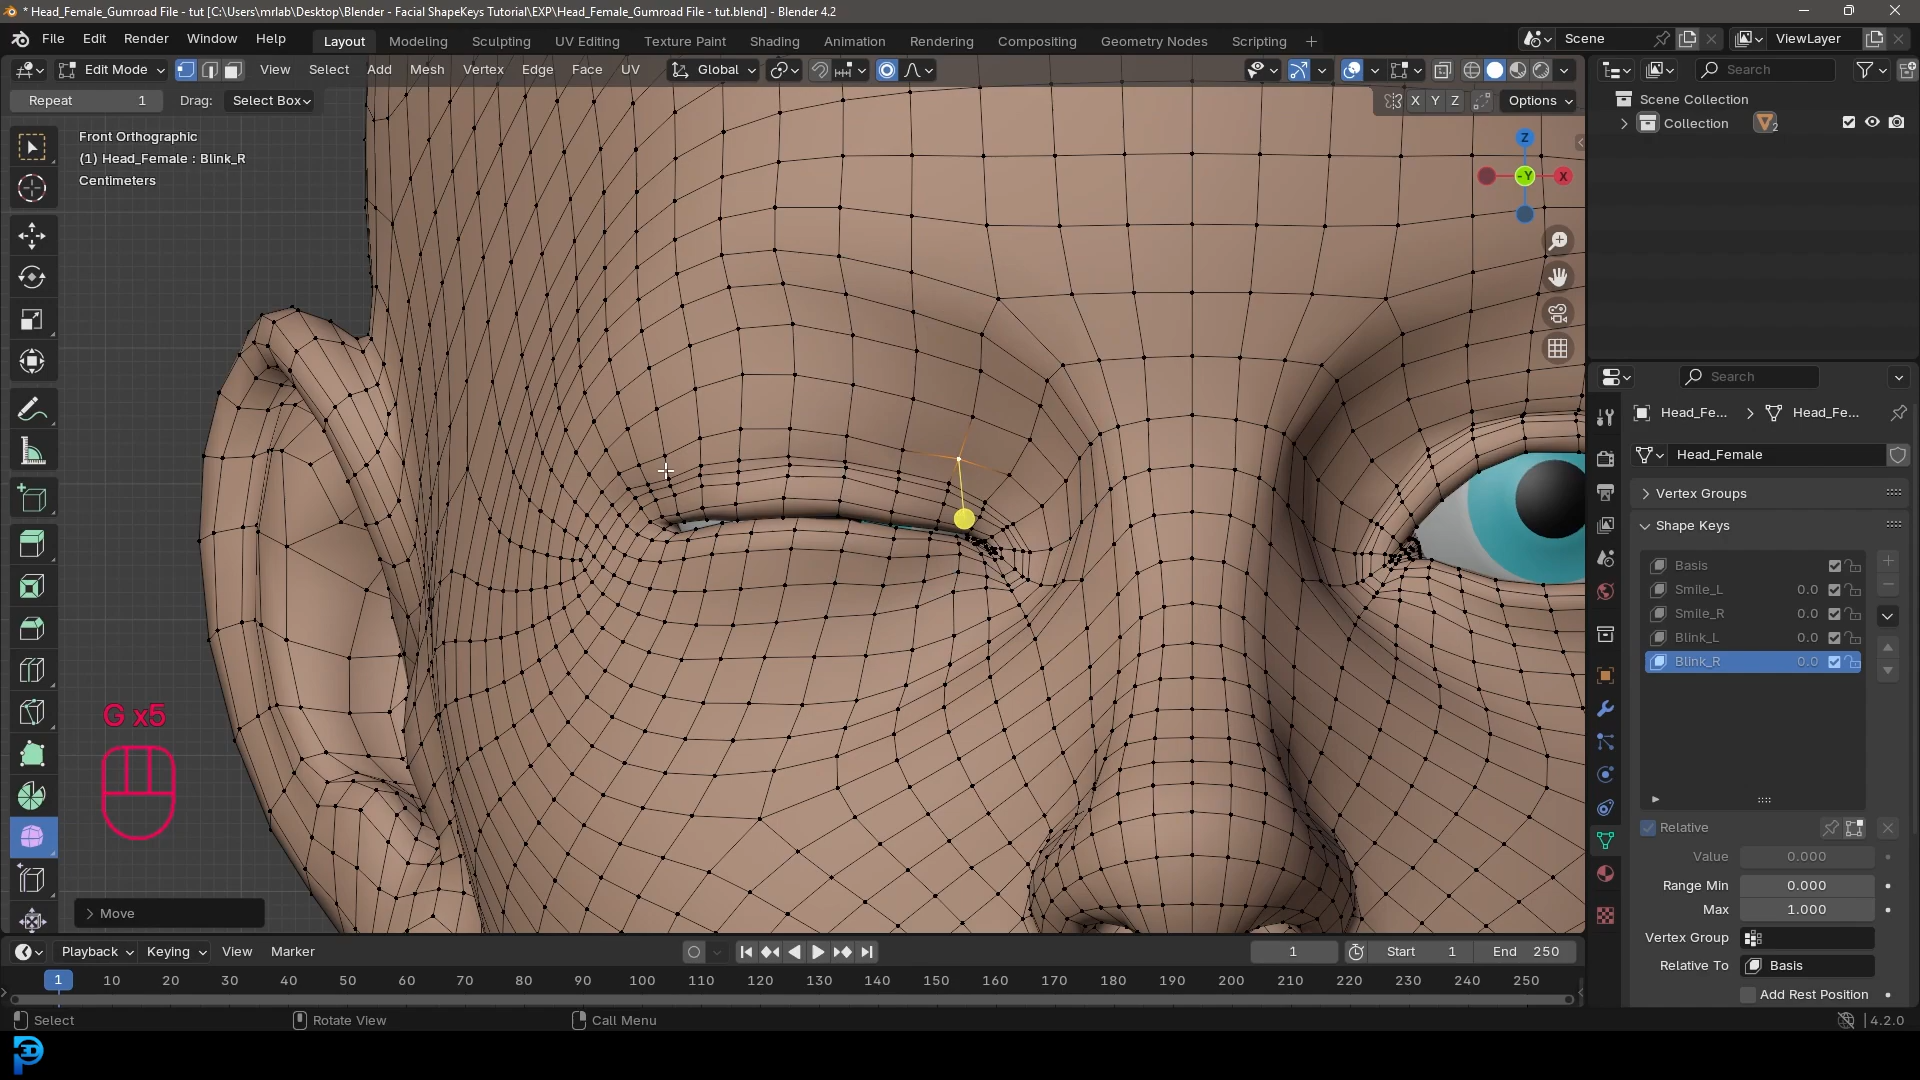 * Head_Female_Gumroad File - tut [C:\Users\mrlab\Desktop\Blender - Facial ShapeKeys Tutorial\EXP\Head_Female_Gumroad File - tut.blend] - Blender 4.2
File Edit Render Window Help Layout Modeling Sculpting UV Editing Texture Paint Shading Animation Rendering Compositing Geometry Nodes Scripting + Scene ViewLayer
Edit Mode View Select Add Mesh Vertex Edge Face UV Global Search
Repeat 1 Drag: Select Box X Y Z Options
Scene Collection
Collection 2
Front Orthographic
(1) Head_Female : Blink_R
Centimeters
Z
-Y X
Search
Head_Fe... > Head_Fe...
Head_Female
Vertex Groups
Shape Keys
Basis
Smile_L 0.0
Smile_R 0.0
Blink_L 0.0
Blink_R 0.0
G x5
Relative
Value 0.000
Range Min 0.000
Max 1.000
Vertex Group
Relative To Basis
Add Rest Position
> Move
Playback Keying View Marker 1 Start 1 End 250
1 10 20 30 40 50 60 70 80 90 100 110 120 130 140 150 160 170 180 190 200 210 220 230 240 250
Select Rotate View Call Menu 4.2.0
3D